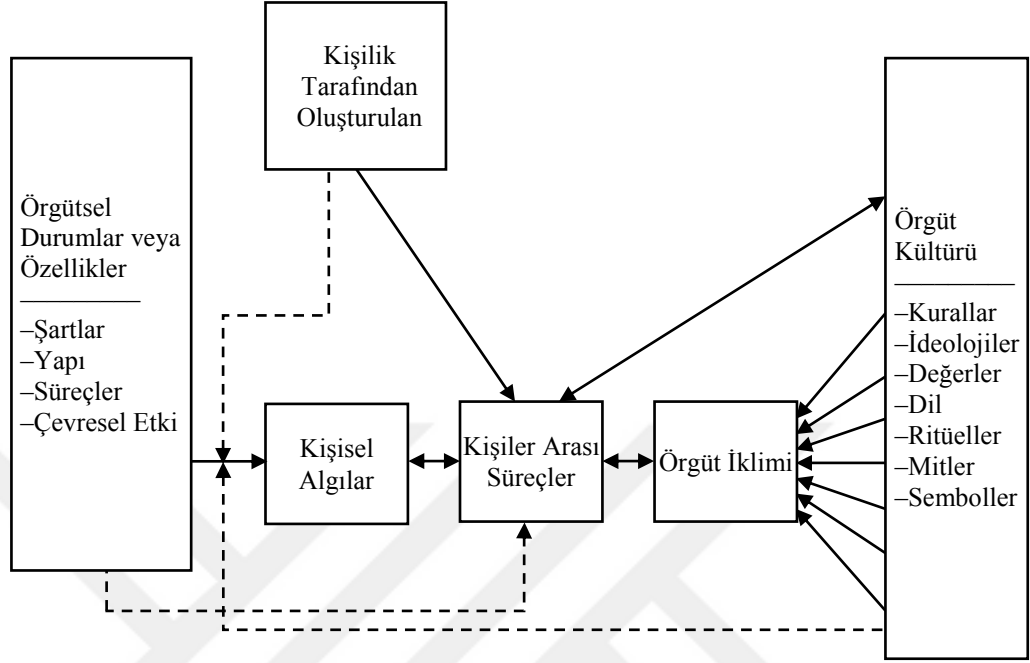 Kişilik
Tarafından
Oluşturulan
Örgütsel
Durumlar veya
Özellikler
–Şartlar
–Yapı
–Süreçler
–Çevresel Etki
Kişisel
Algılar
Kişiler Arası
Süreçler
Örgüt İklimi
Örgüt
Kültürü
–Kurallar
–İdeolojiler
–Değerler
–Dil
–Ritüeller
–Mitler
–Semboller